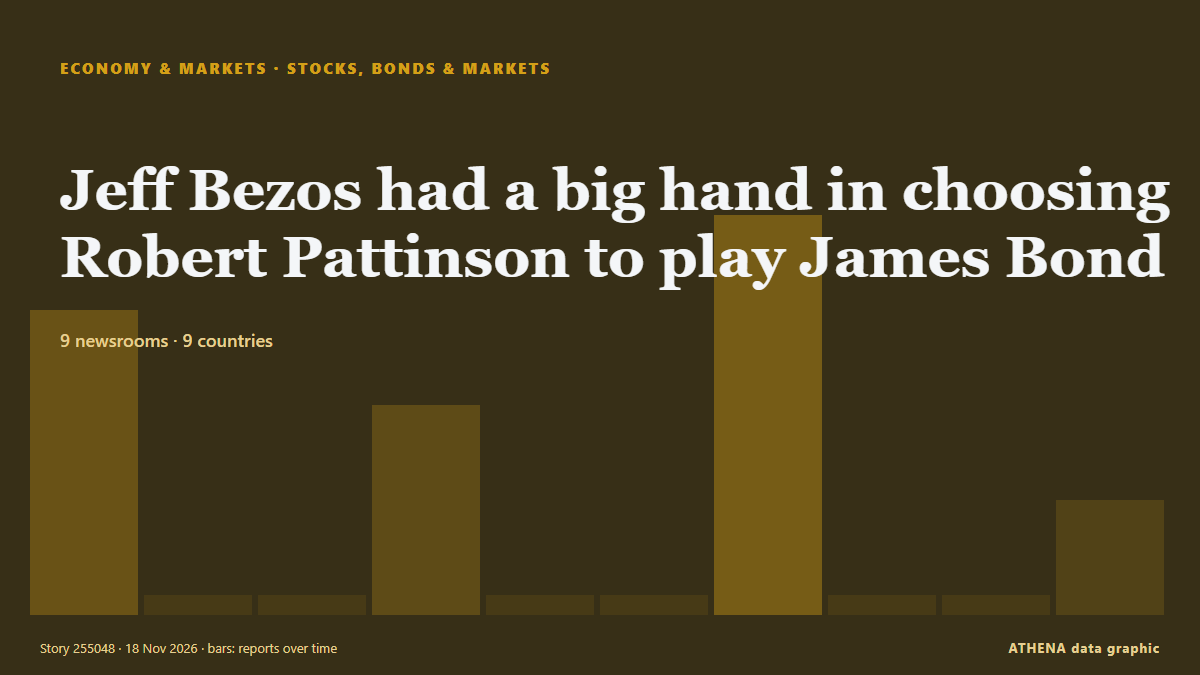 ECONOMY & MARKETS · STOCKS, BONDS & MARKETS
Jeff Bezos had a big hand in choosing
Robert Pattinson to play James Bond
9 newsrooms · 9 countries
Story 255048 · 18 Nov 2026 · bars: reports over time
ATHENA data graphic